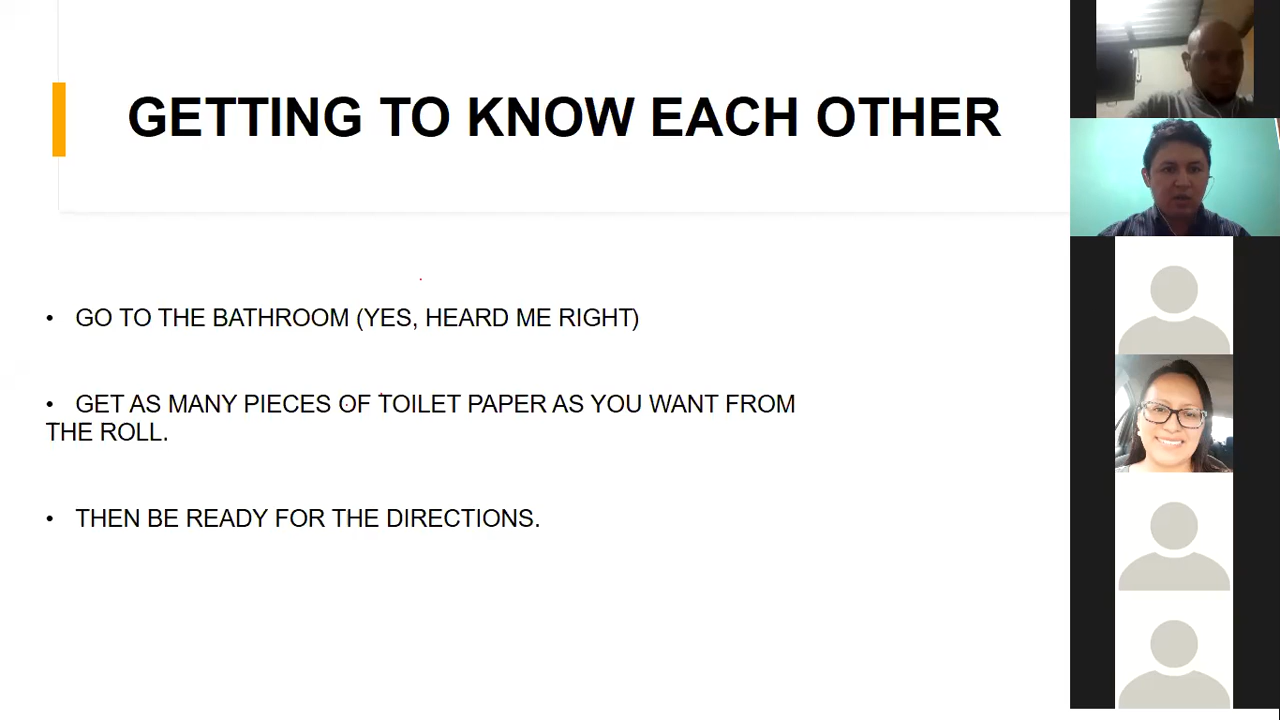 GETTING TO KNOW EACH OTHER
• GO TO THE BATHROOM (YES, HEARD ME RIGHT)
• GET AS MANY PIECES OF TOILET PAPER AS YOU WANT FROM
THE ROLL.
• THEN BE READY FOR THE DIRECTIONS.